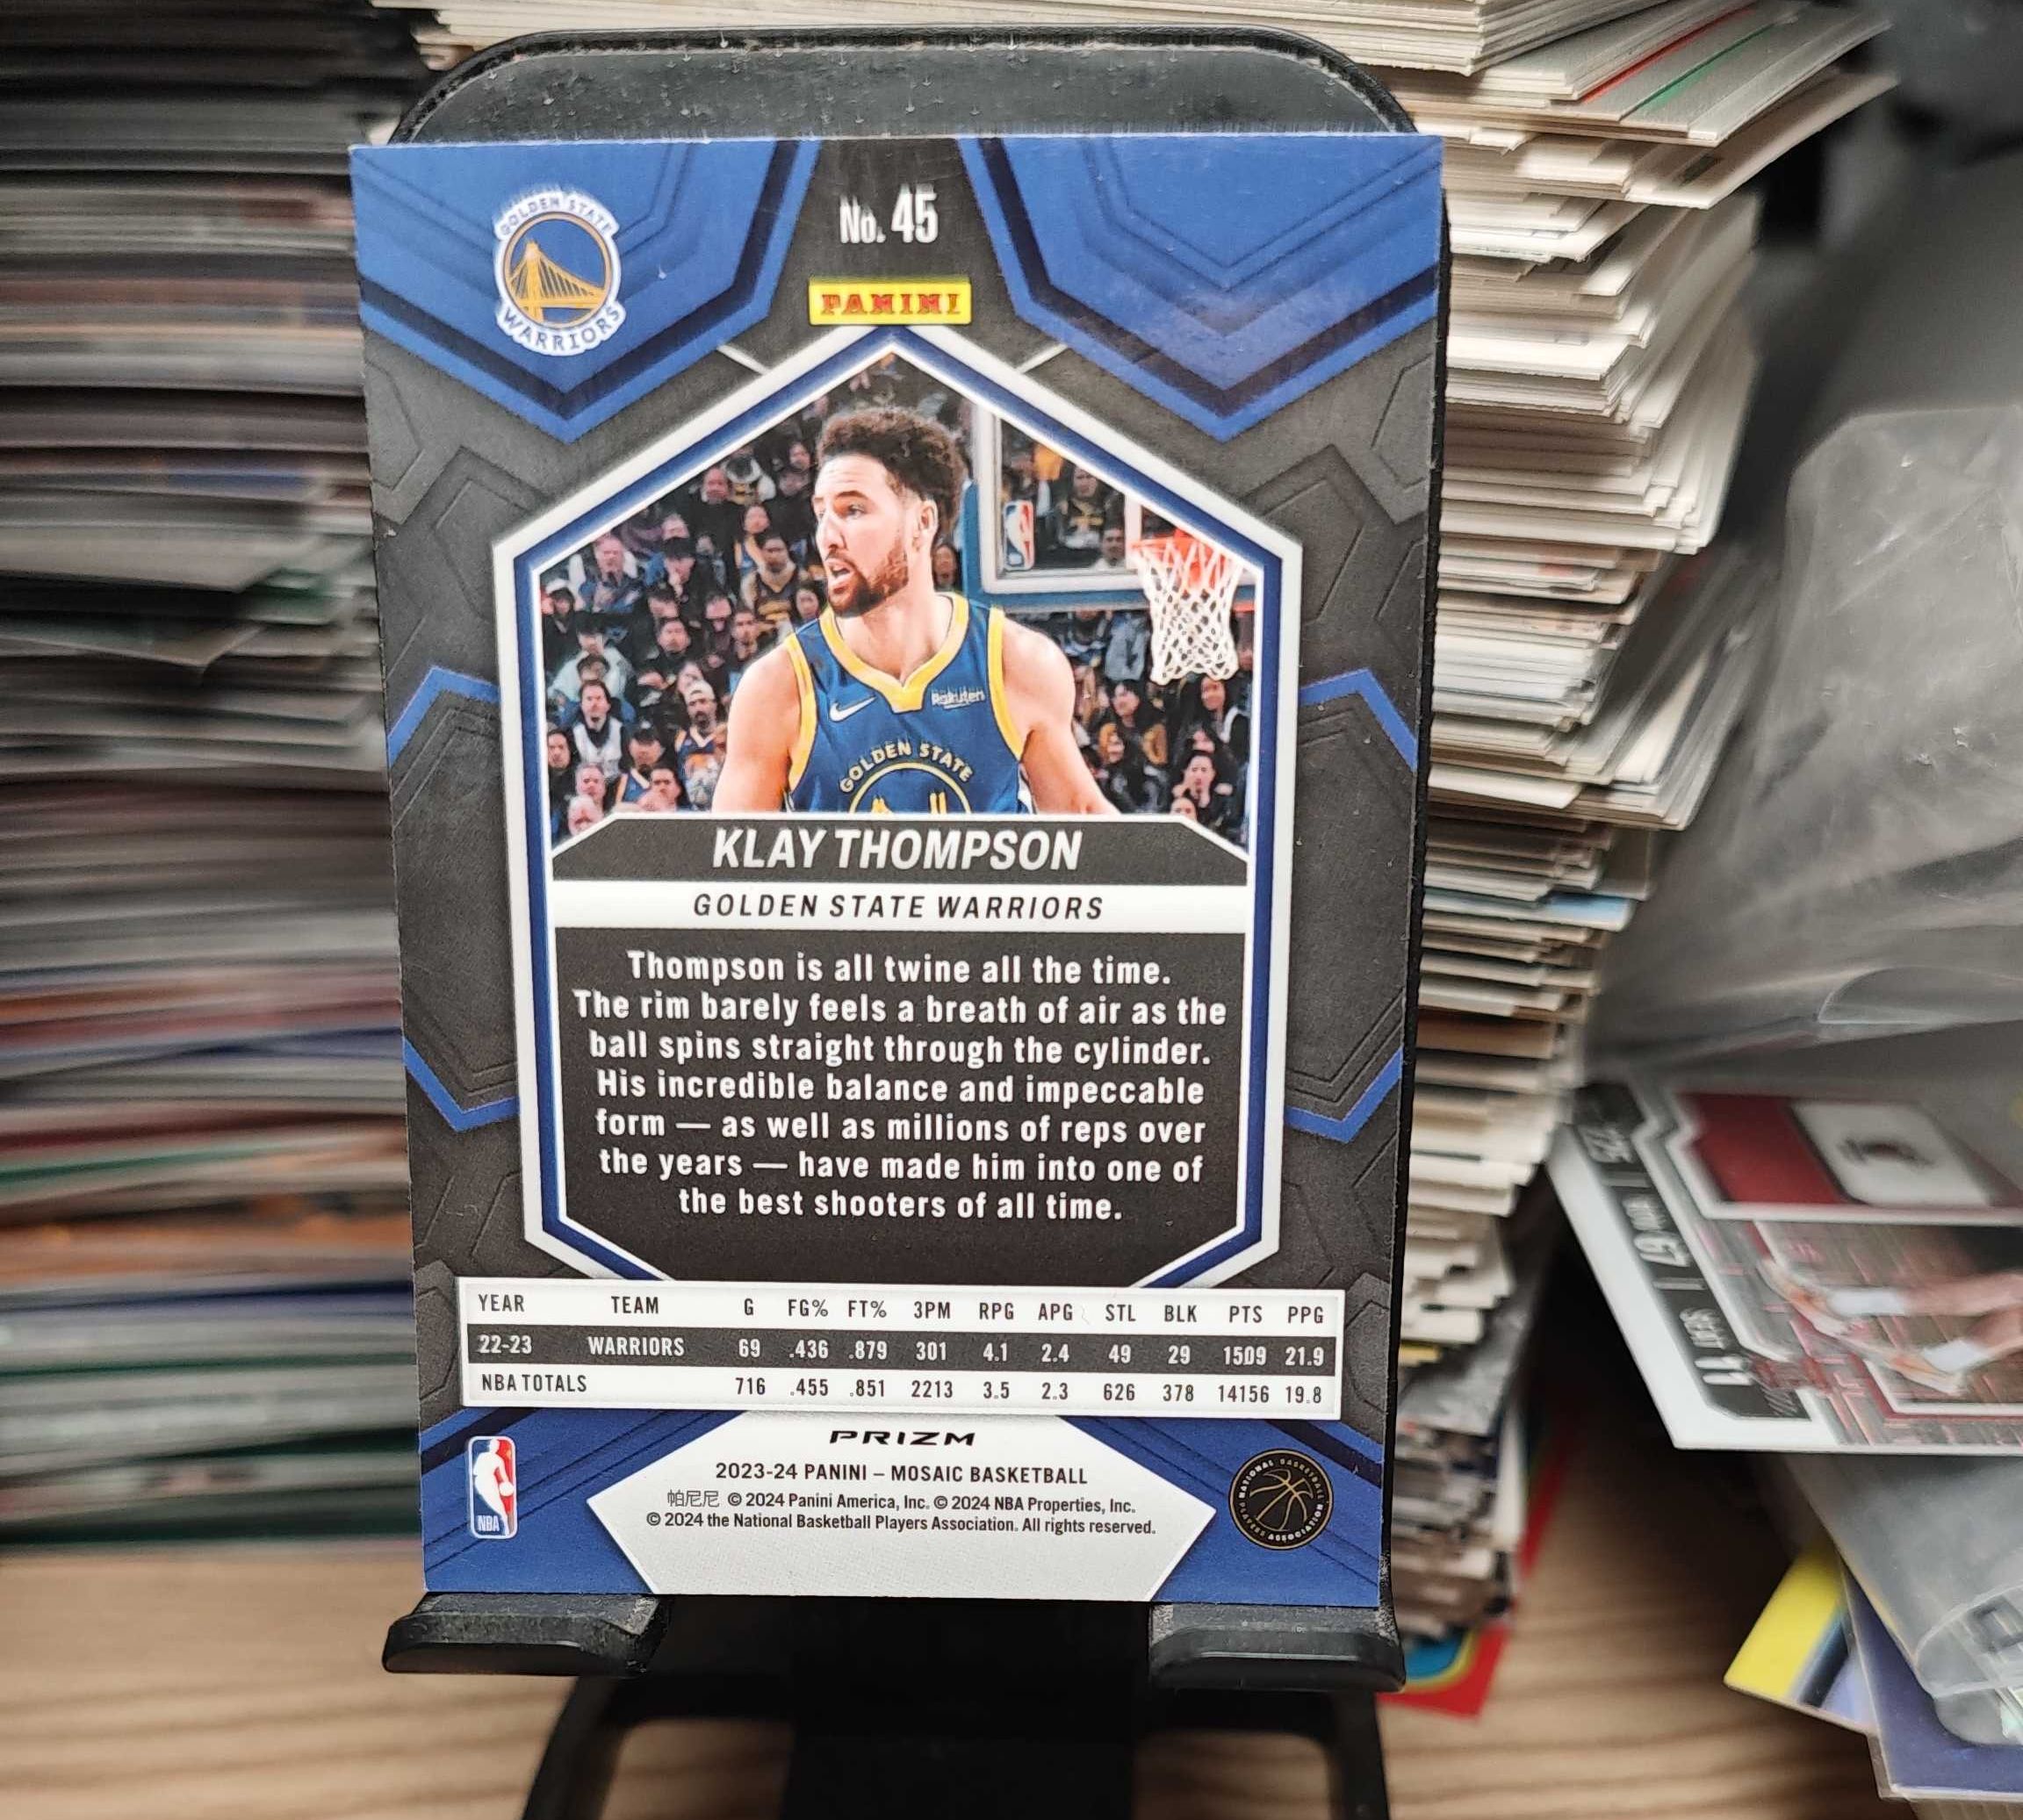 No. 45
GOLDEN STATE
WARRIORS
PANINI
Rakuten
GOLDEN STATE
KLAY THOMPSON
GOLDEN STATE WARRIORS
Thompson is all twine all the time.
The rim barely feels a breath of air as the
ball spins straight through the cylinder.
His incredible balance and impeccable
form — as well as millions of reps over
the years — have made him into one of
the best shooters of all time.
YEAR TEAM G FG% FT% 3PM RPG APG STL BLK PTS PPG
22-23 WARRIORS 69 .436 .879 301 4.1 2.4 49 29 1509 21.9
NBA TOTALS 716 .455 .851 2213 3.5 2.3 626 378 14156 19.8
PRIZM
2023-24 PANINI – MOSAIC BASKETBALL
帕尼尼 © 2024 Panini America, Inc. © 2024 NBA Properties, Inc.
© 2024 the National Basketball Players Association. All rights reserved.
NBA
NATIONAL BASKETBALL
PLAYERS ASSOCIATION